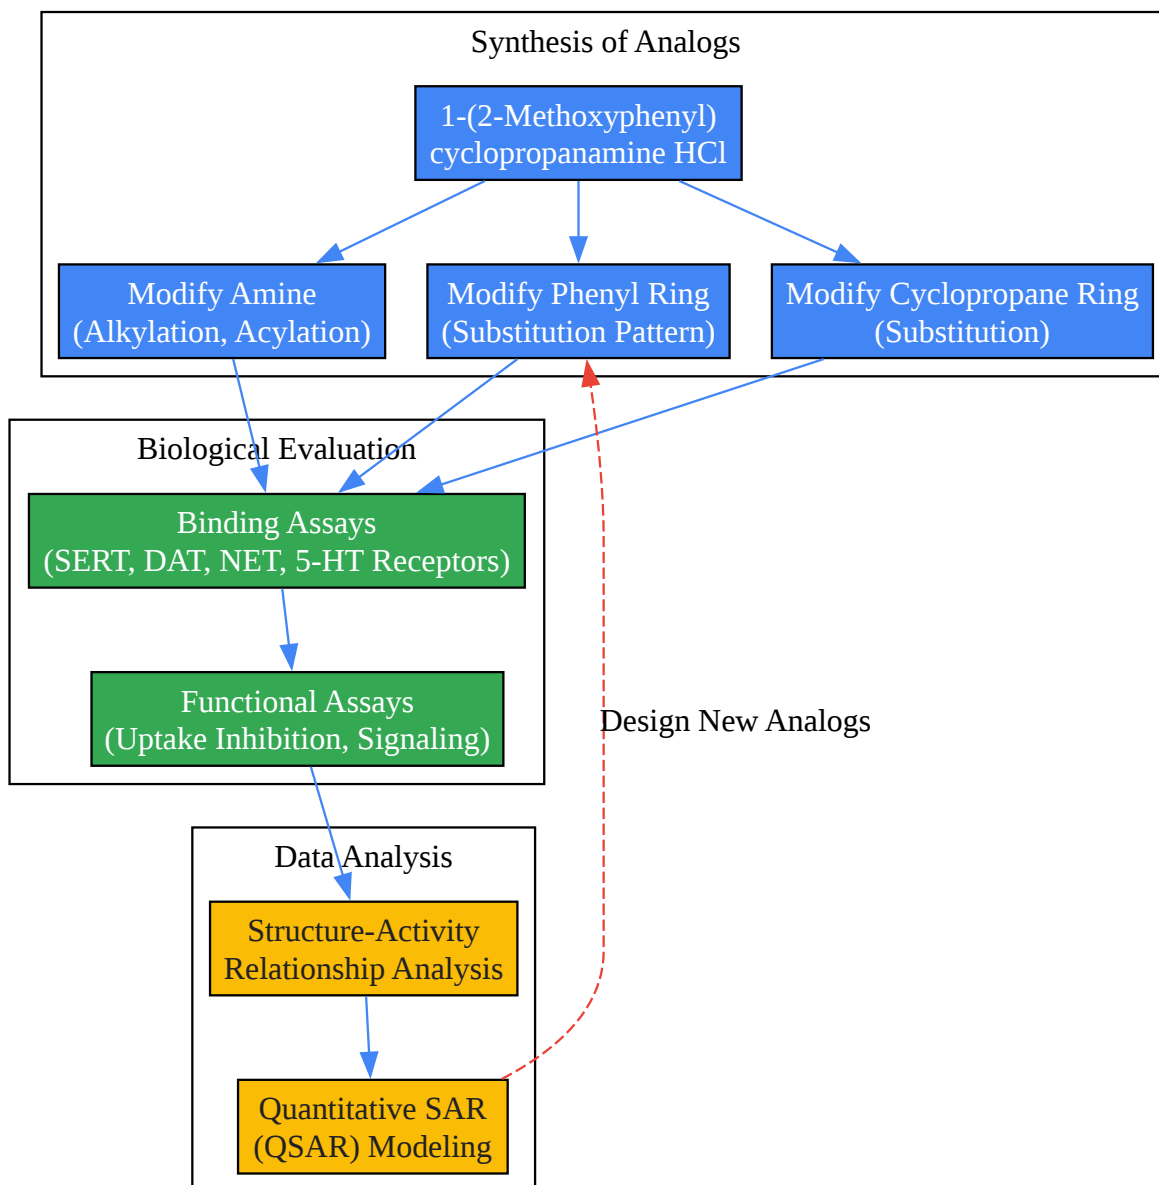 Synthesis of Analogs
1-(2-Methoxyphenyl)
cyclopropanamine HCl
Modify Amine
(Alkylation, Acylation)
Modify Phenyl Ring
(Substitution Pattern)
Modify Cyclopropane Ring
(Substitution)
Biological Evaluation
Binding Assays
(SERT, DAT, NET, 5-HT Receptors)
Functional Assays
(Uptake Inhibition, Signaling)
Design New Analogs
Data Analysis
Structure-Activity
Relationship Analysis
Quantitative SAR
(QSAR) Modeling